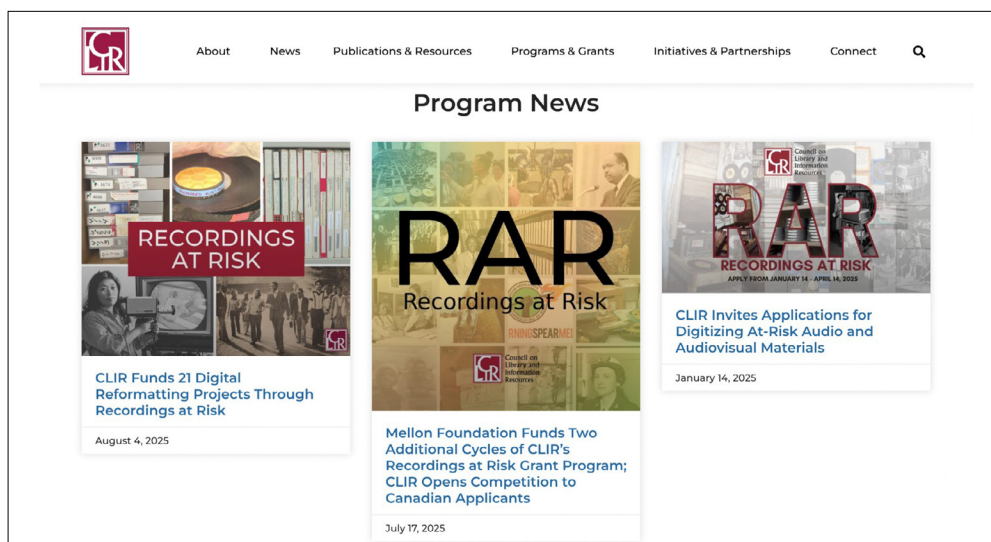 CLIR
About News Publications & Resources Programs & Grants Initiatives & Partnerships Connect
Program News
RECORDINGS
AT RISK
CLIR
CLIR Funds 21 Digital
Reformatting Projects Through
Recordings at Risk
August 4, 2025
RAR
Recordings at Risk
RNINGSPEARMEI
CLIR
Council on
Library and
Information
Resources
Mellon Foundation Funds Two
Additional Cycles of CLIR's
Recordings at Risk Grant Program;
CLIR Opens Competition to
Canadian Applicants
July 17, 2025
CLIR
Council on
Library and
Information
Resources
RAR
RECORDINGS AT RISK
APPLY FROM JANUARY 14 - APRIL 14, 2025
CLIR Invites Applications for
Digitizing At-Risk Audio and
Audiovisual Materials
January 14, 2025